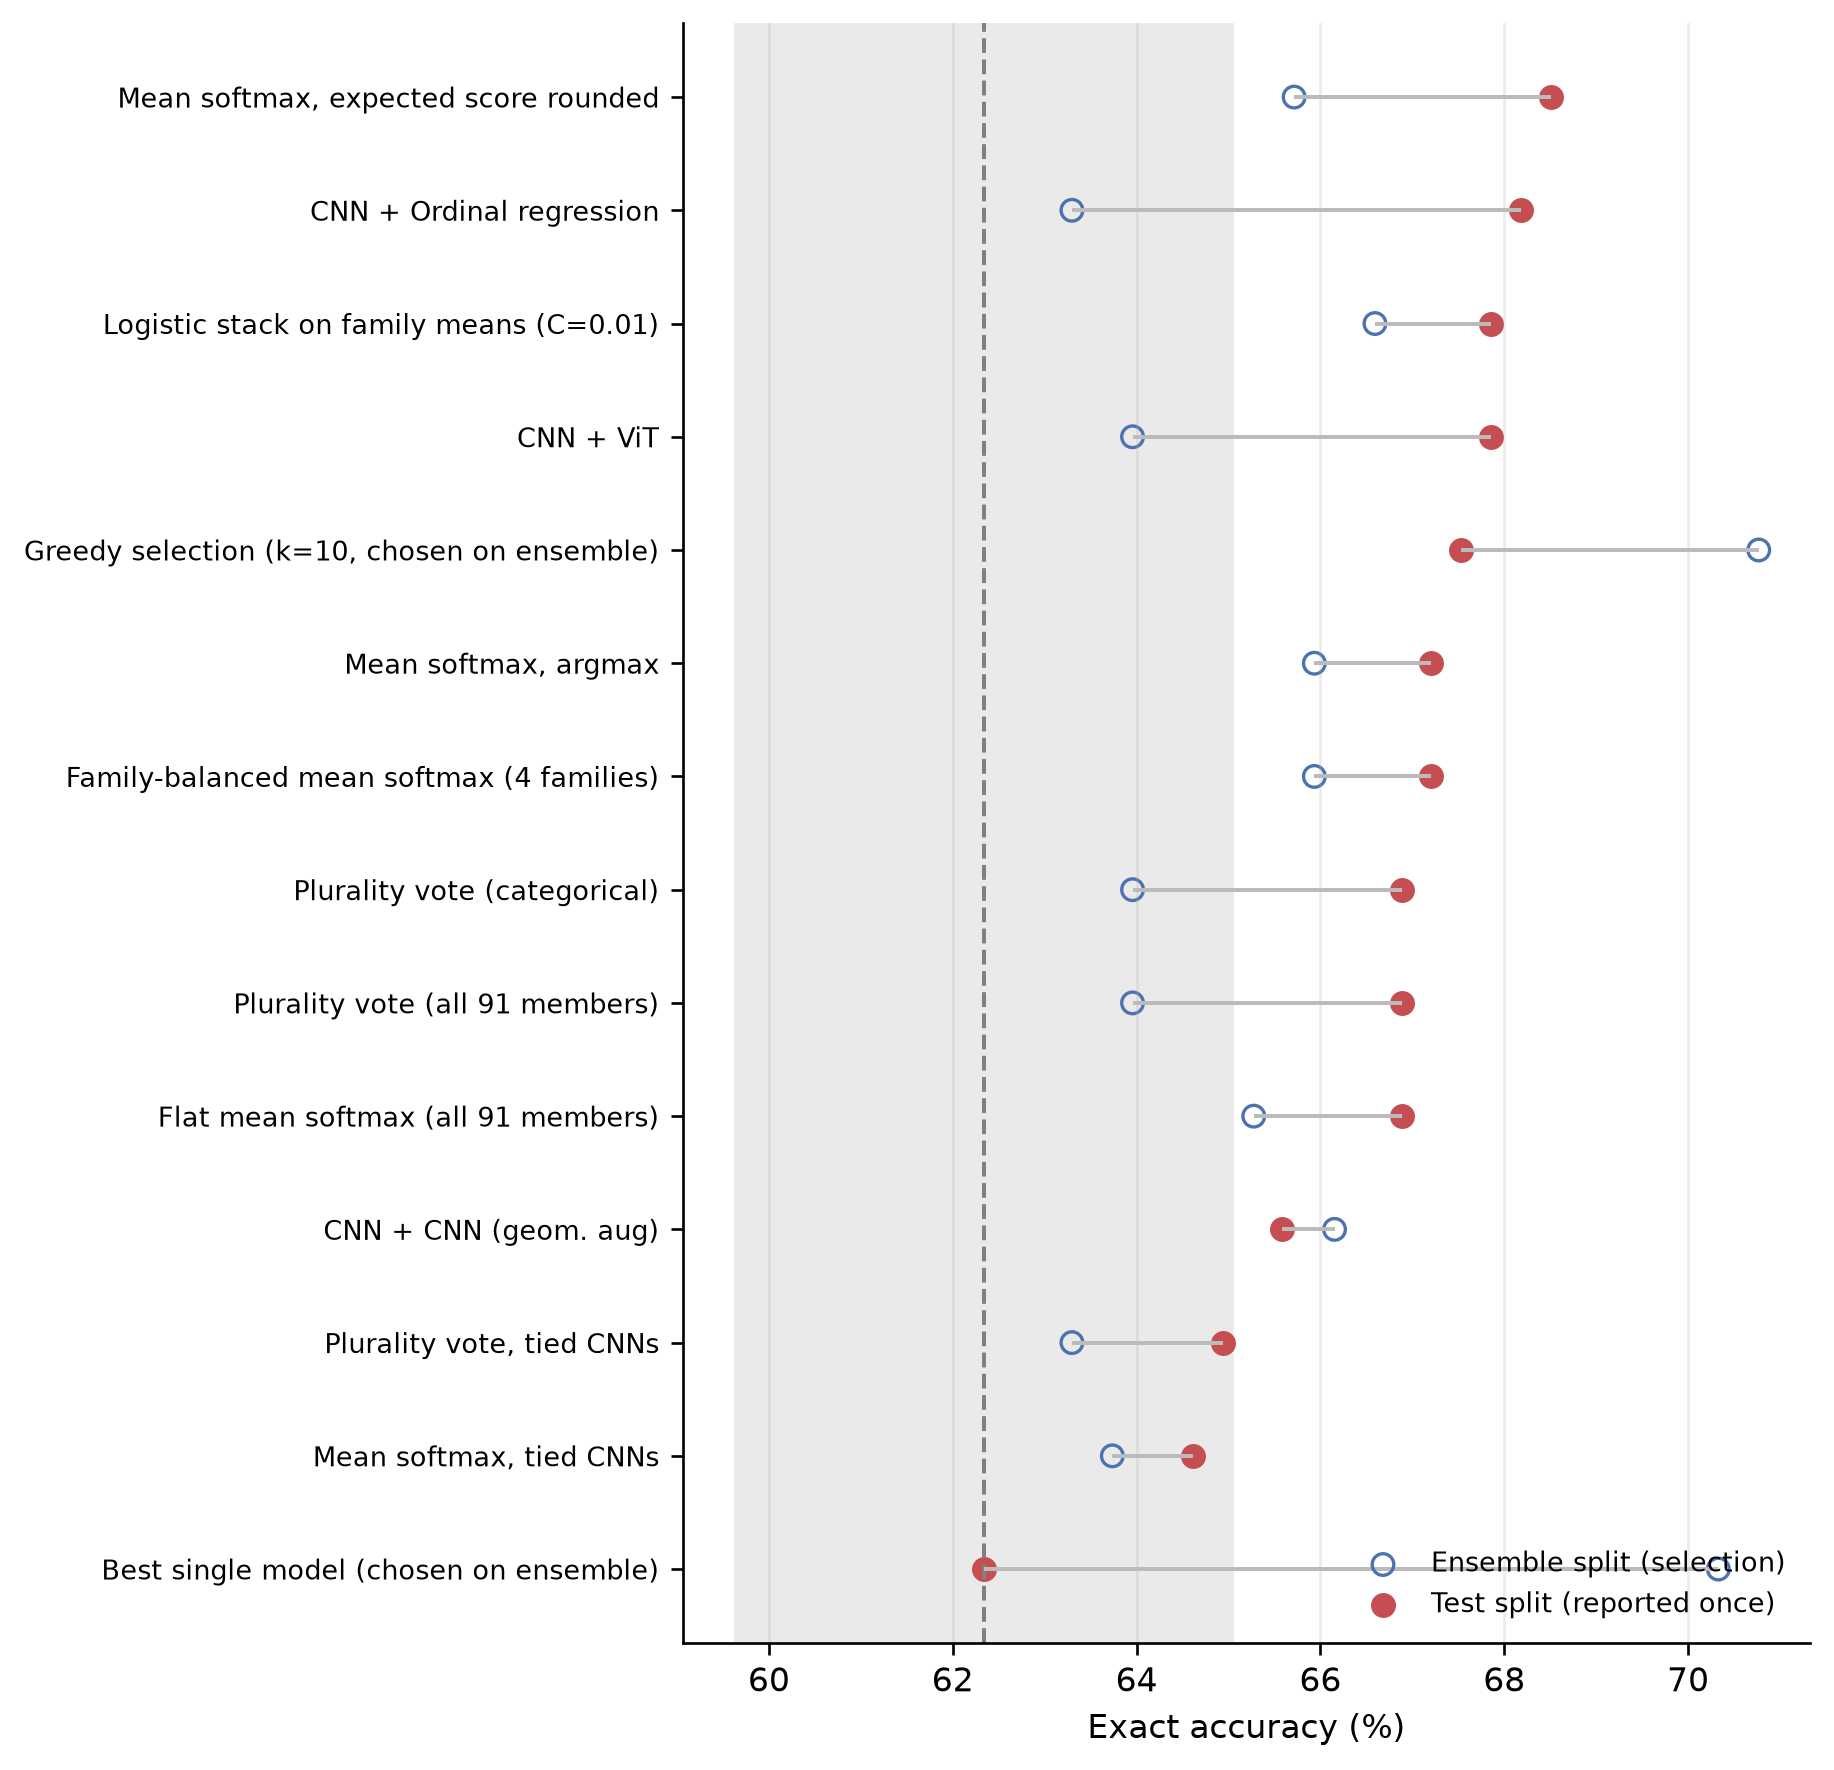 Mean softmax, expected score rounded
CNN + Ordinal regression
Logistic stack on family means (C=0.01)
CNN + ViT
Greedy selection (k=10, chosen on ensemble)
Mean softmax, argmax
Family-balanced mean softmax (4 families)
Plurality vote (categorical)
Plurality vote (all 91 members)
Flat mean softmax (all 91 members)
CNN + CNN (geom. aug)
Plurality vote, tied CNNs
Mean softmax, tied CNNs
Best single model (chosen on ensemble)
Ensemble split (selection)
Test split (reported once)
60 62 64 66 68 70
Exact accuracy (%)